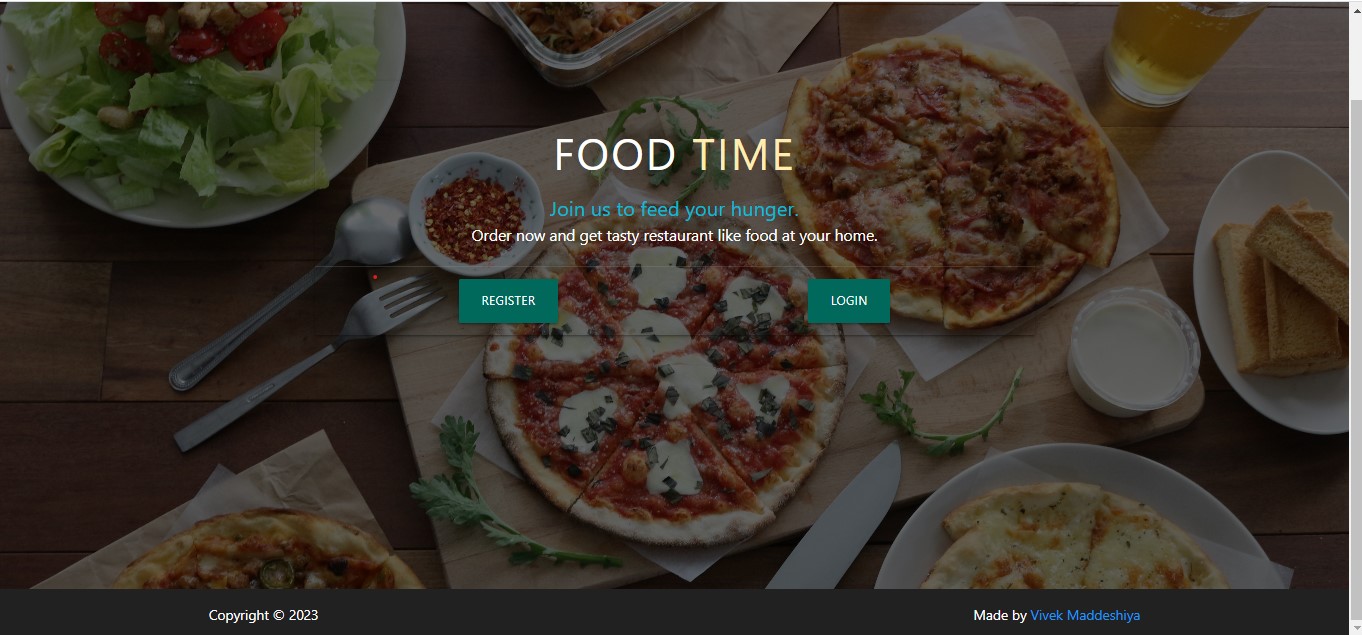 FOOD TIME
Join us to feed your hunger.
Order now and get tasty restaurant like food at your home.
REGISTER LOGIN
Copyright © 2023 Made by Vivek Maddeshiya